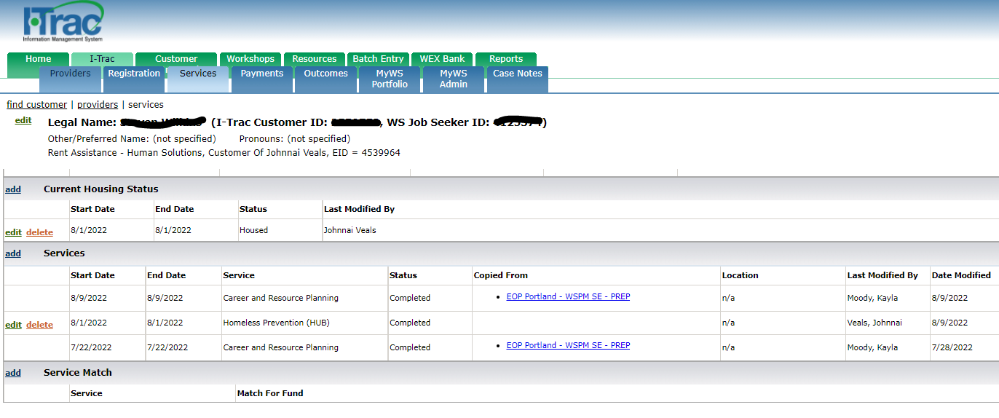 I-Trac
Information Management System
Home I-Trac Customer Workshops Resources Batch Entry WEX Bank Reports
Providers Registration Services Payments Outcomes MyWS Portfolio MyWS Admin Case Notes
find customer | providers | services
edit Legal Name: (I-Trac Customer ID: , WS Job Seeker ID: )
Other/Preferred Name: (not specified) Pronouns: (not specified)
Rent Assistance - Human Solutions, Customer Of Johnnai Veals, EID = 4539964
add Current Housing Status
Start Date End Date Status Last Modified By
edit delete 8/1/2022 8/1/2022 Housed Johnnai Veals
add Services
Start Date End Date Service Status Copied From Location Last Modified By Date Modified
8/9/2022 8/9/2022 Career and Resource Planning Completed • EOP Portland - WSPM SE - PREP n/a Moody, Kayla 8/9/2022
edit delete 8/1/2022 8/1/2022 Homeless Prevention (HUB) Completed n/a Veals, Johnnai 8/9/2022
7/22/2022 7/22/2022 Career and Resource Planning Completed • EOP Portland - WSPM SE - PREP n/a Moody, Kayla 7/28/2022
add Service Match
Service Match For Fund